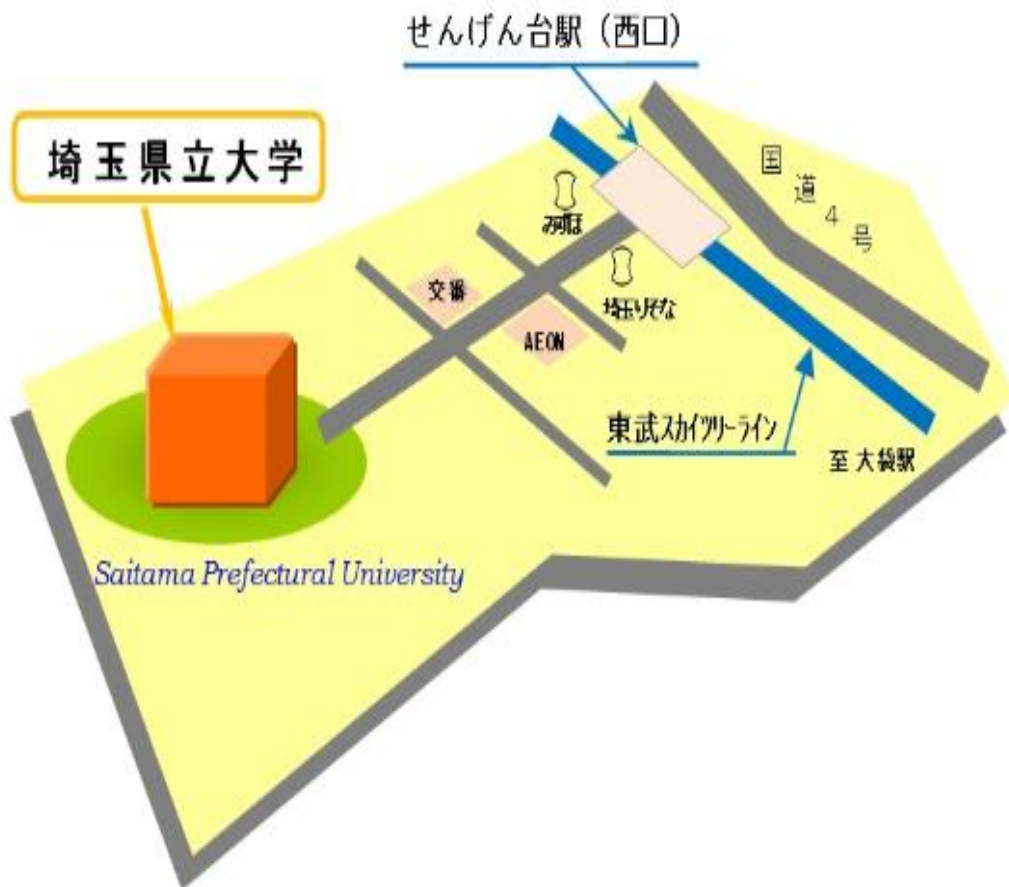 せんげん台駅（西口）
埼玉県立大学
国道4号
みずほ
交番
埼玉りそな
AEON
東武スカイツリーライン
至 大袋駅
Saitama Prefectural University